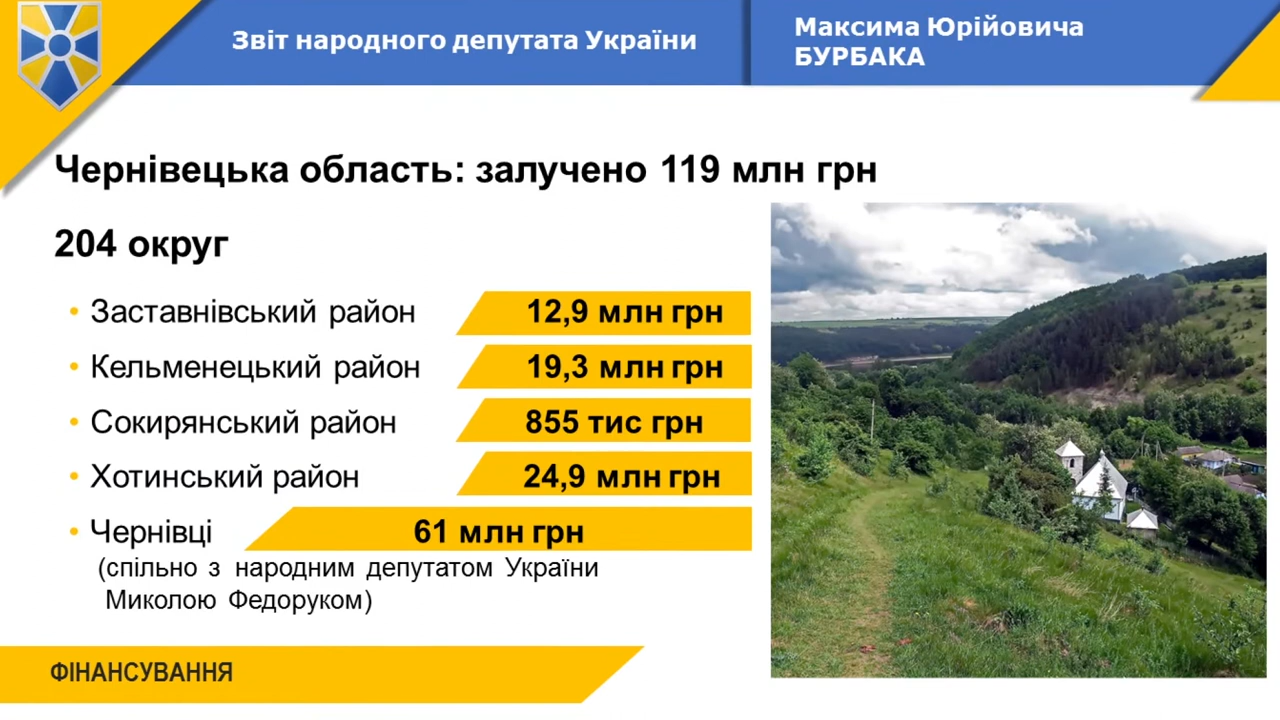 Звіт народного депутата України
Максима Юрійовича
БУРБАКА
Чернівецька область: залучено 119 млн грн
204 округ
• Заставнівський район 12,9 млн грн
• Кельменецький район 19,3 млн грн
• Сокирянський район 855 тис грн
• Хотинський район 24,9 млн грн
• Чернівці 61 млн грн
(спільно з народним депутатом України
Миколою Федоруком)
ФІНАНСУВАННЯ